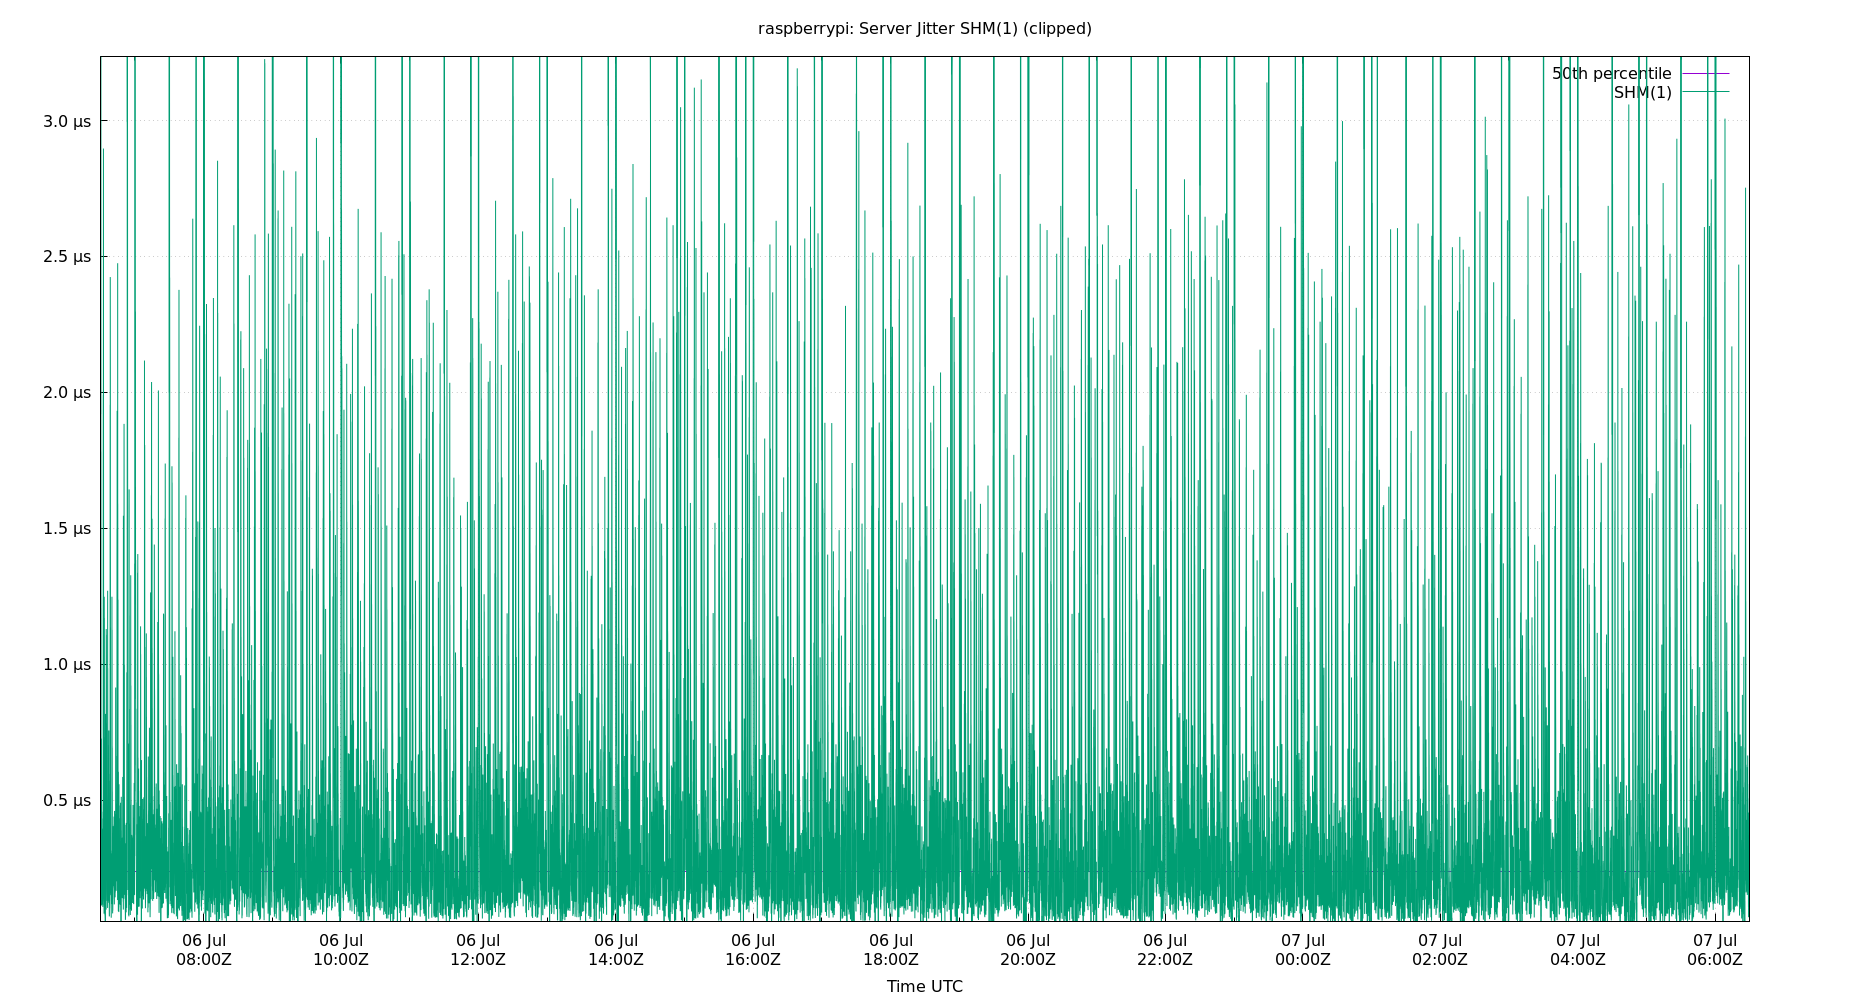 raspberrypi: Server Jitter SHM(1) (clipped)
50th percentile
SHM(1)
3.0 µs
2.5 µs
2.0 µs
1.5 µs
1.0 µs
0.5 µs
06 Jul 06 Jul 06 Jul 06 Jul 06 Jul 06 Jul 06 Jul 06 Jul 07 Jul 07 Jul 07 Jul 07 Jul
08:00Z 10:00Z 12:00Z 14:00Z 16:00Z 18:00Z 20:00Z 22:00Z 00:00Z 02:00Z 04:00Z 06:00Z
Time UTC